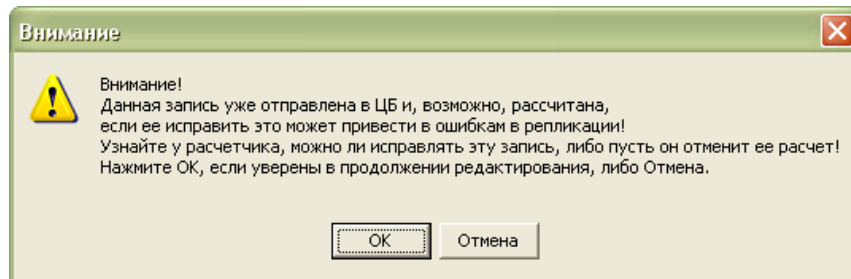 Внимание
Внимание!
Данная запись уже отправлена в ЦБ и, возможно, рассчитана,
если ее исправить это может привести в ошибкам в репликации!
Узнайте у расчетчика, можно ли исправлять эту запись, либо пусть он отменит ее расчет!
Нажмите ОК, если уверены в продолжении редактирования, либо Отмена.
ОК
Отмена